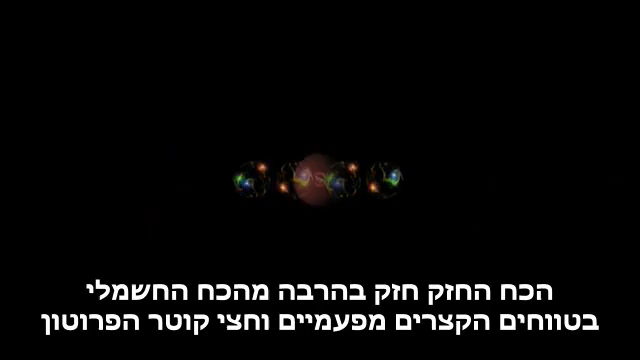 הכח החזק חזק בהרבה מהכח החשמלי
בטווחים הקצרים מפעמיים וחצי קוטר הפרוטון